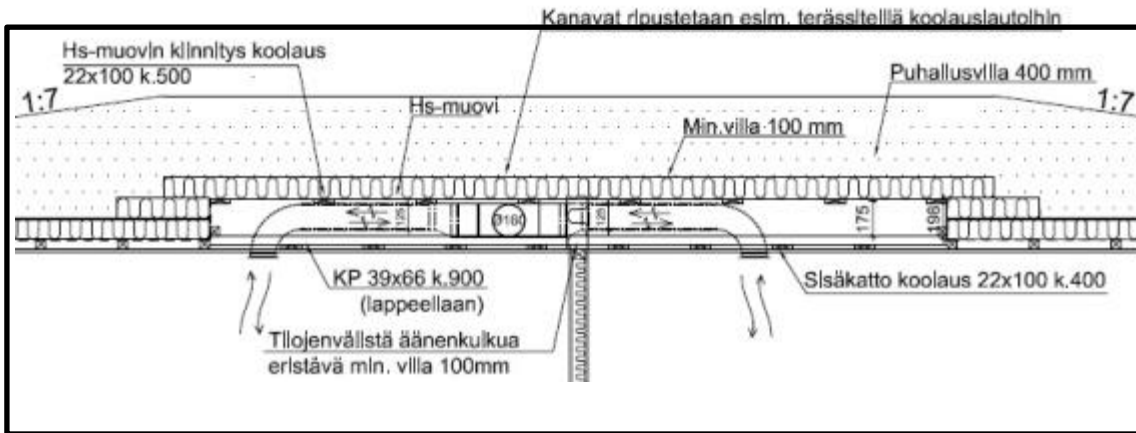 Kanavat ripustetaan esim. terässiteillä koolauslautoihin
Hs-muovin kiinnitys koolaus
22x100 k.500
Puhallusvilla 400 mm
1:7
1:7
Hs-muovi
Min.villa 100 mm
125
Ø160
125
175
198
KP 39x66 k.900
(lappeellaan)
Sisäkatto koolaus 22x100 k.400
Tilojenvälistä äänenkulkua
eristävä min. villa 100mm